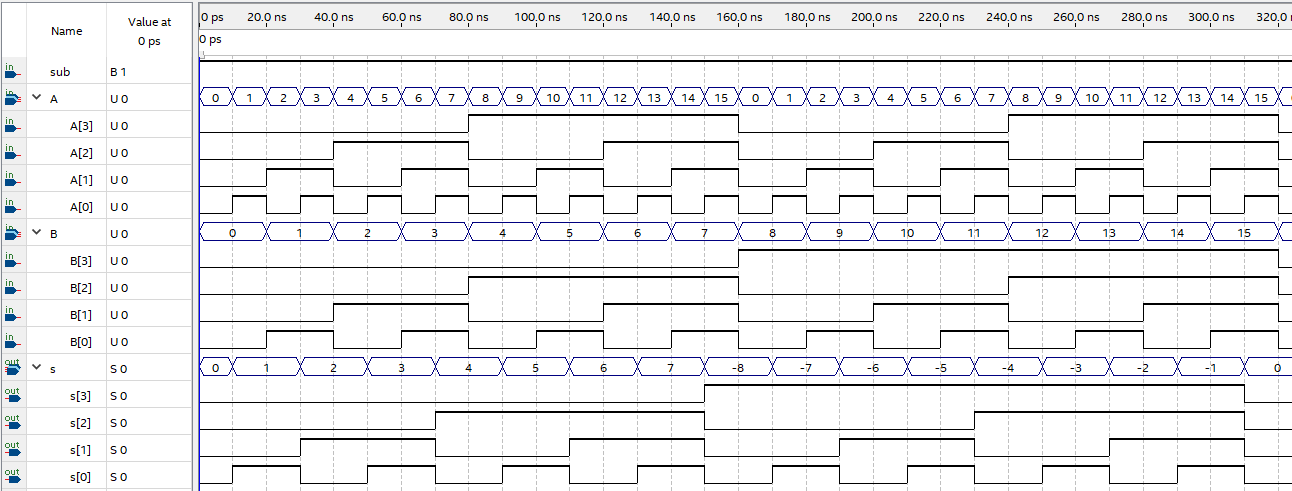 Name Value at 0 ps 0 ps 20.0 ns 40.0 ns 60.0 ns 80.0 ns 100.0 ns 120.0 ns 140.0 ns 160.0 ns 180.0 ns 200.0 ns 220.0 ns 240.0 ns 260.0 ns 280.0 ns 300.0 ns 320.0
0 ps
in sub B 1
in A U 0 0 1 2 3 4 5 6 7 8 9 10 11 12 13 14 15 0 1 2 3 4 5 6 7 8 9 10 11 12 13 14 15
in A[3] U 0
in A[2] U 0
in A[1] U 0
in A[0] U 0
in B U 0 0 1 2 3 4 5 6 7 8 9 10 11 12 13 14 15
in B[3] U 0
in B[2] U 0
in B[1] U 0
in B[0] U 0
out s S 0 0 1 2 3 4 5 6 7 -8 -7 -6 -5 -4 -3 -2 -1 0
out s[3] S 0
out s[2] S 0
out s[1] S 0
out s[0] S 0